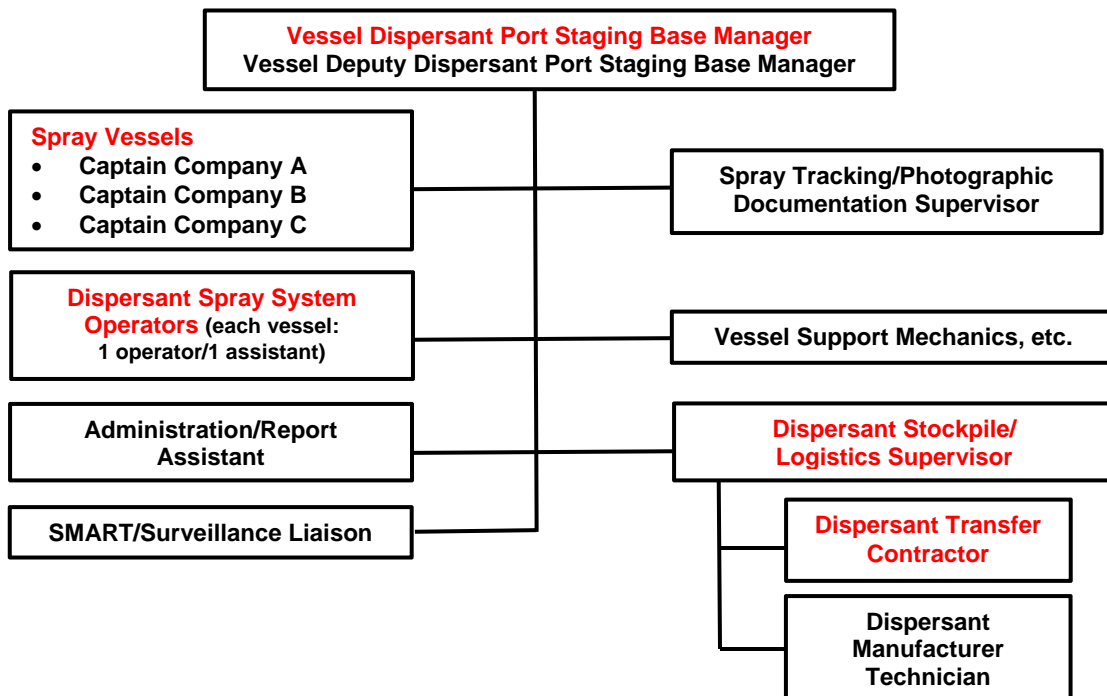 Vessel Dispersant Port Staging Base Manager
Vessel Deputy Dispersant Port Staging Base Manager
Spray Vessels
• Captain Company A
• Captain Company B
• Captain Company C
Spray Tracking/Photographic
Documentation Supervisor
Dispersant Spray System
Operators (each vessel:
1 operator/1 assistant)
Vessel Support Mechanics, etc.
Administration/Report
Assistant
Dispersant Stockpile/
Logistics Supervisor
SMART/Surveillance Liaison
Dispersant Transfer
Contractor
Dispersant
Manufacturer
Technician